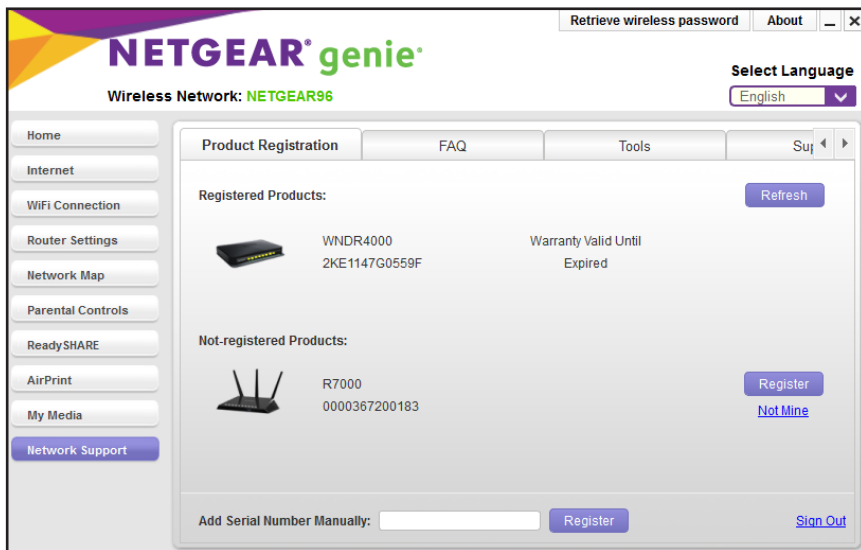 Retrieve wireless password About
NETGEAR® genie®
Select Language
Wireless Network: NETGEAR96
English
Home
Internet
WiFi Connection
Router Settings
Network Map
Parental Controls
ReadySHARE
AirPrint
My Media
Network Support
Product Registration FAQ Tools
Registered Products: Refresh
WNDR4000 Warranty Valid Until
2KE1147G0559F Expired
Not-registered Products:
R7000 Register
0000367200183 Not Mine
Add Serial Number Manually: Register Sign Out